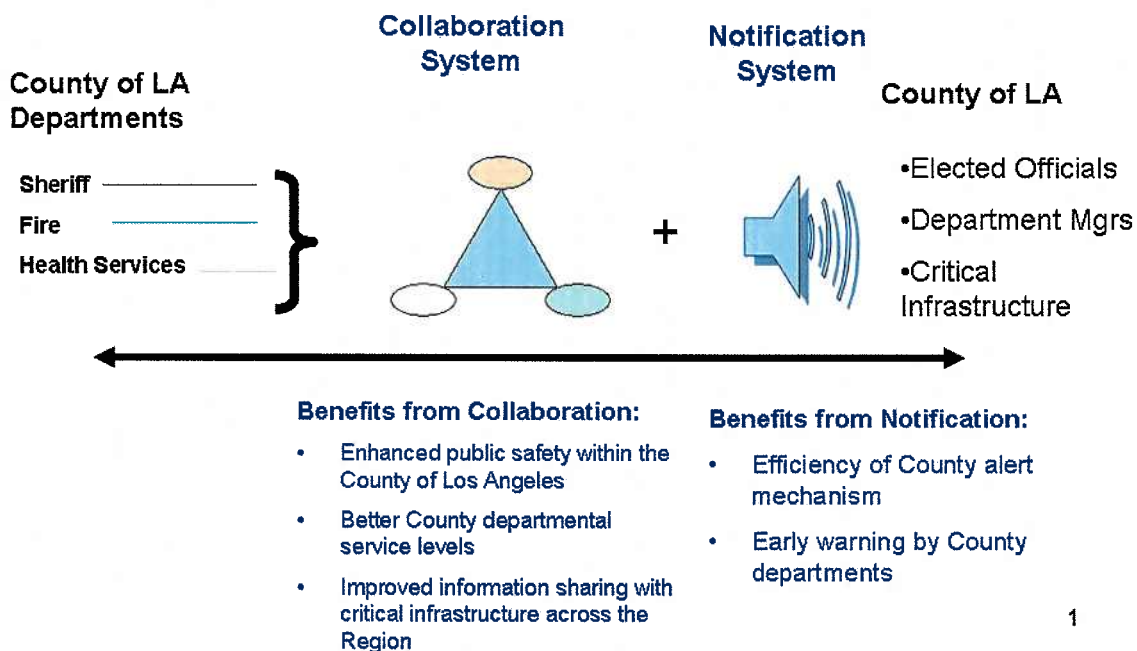 Collaboration
System
Notification
System
County of LA
Departments
County of LA
Sheriff
Fire
Health Services
+
•Elected Officials
•Department Mgrs
•Critical
Infrastructure
Benefits from Collaboration:
• Enhanced public safety within the
County of Los Angeles
• Better County departmental
service levels
• Improved information sharing with
critical infrastructure across the
Region
Benefits from Notification:
• Efficiency of County alert
mechanism
• Early warning by County
departments
1